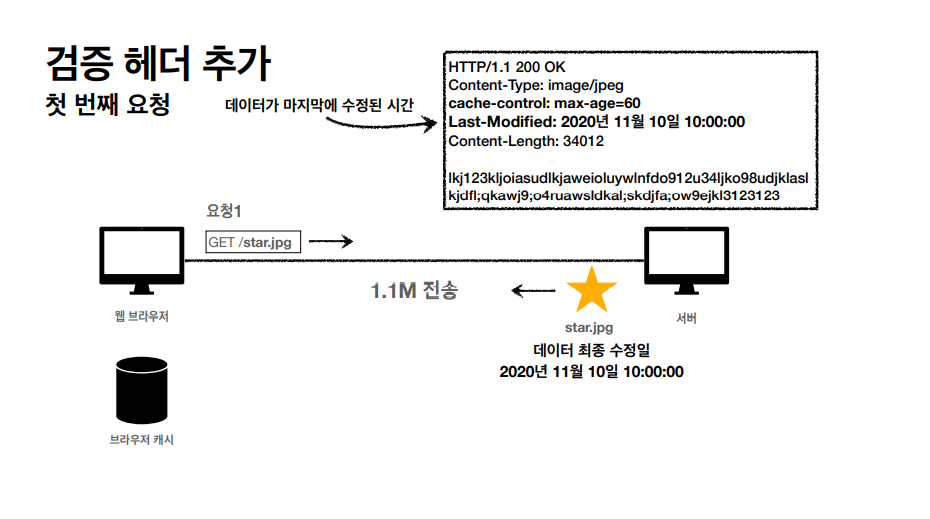 검증 헤더 추가
첫 번째 요청
데이터가 마지막에 수정된 시간
HTTP/1.1 200 OK
Content-Type: image/jpeg
cache-control: max-age=60
Last-Modified: 2020년 11월 10일 10:00:00
Content-Length: 34012
lkj123kljoiasudlkjaweioluywlnfdo912u34ljko98udjklasl
kjdfl;qkawj9;o4ruawsldkal;skdjfa;ow9ejkl3123123
요청1
GET /star.jpg
1.1M 전송
웹 브라우저
star.jpg
서버
데이터 최종 수정일
2020년 11월 10일 10:00:00
브라우저 캐시